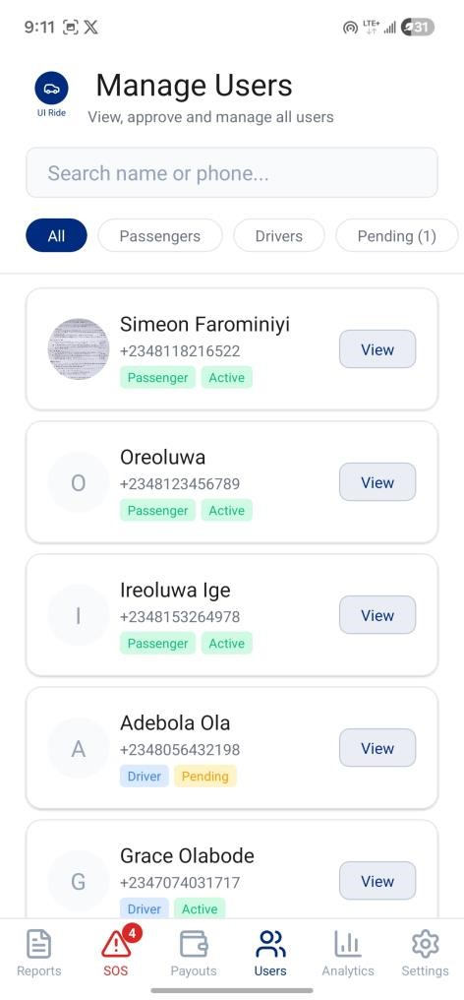 9:11
LTE+
31
Manage Users
UI Ride
View, approve and manage all users
Search name or phone...
All Passengers Drivers Pending (1)
Simeon Farominiyi
+2348118216522
View
Passenger Active
O
Oreoluwa
+2348123456789
View
Passenger Active
I
Ireoluwa Ige
+2348153264978
View
Passenger Active
A
Adebola Ola
+2348056432198
View
Driver Pending
G
Grace Olabode
+2347074031717
View
Driver Active
4
Reports SOS Payouts Users Analytics Settings